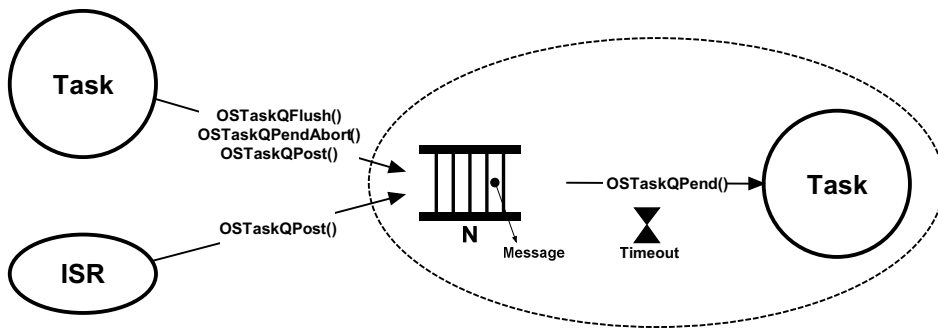 Task
OSTaskQFlush()
OSTaskQPendAbort()
OSTaskQPost()
OSTaskQPend()
Task
OSTaskQPost()
N
Message
Timeout
ISR